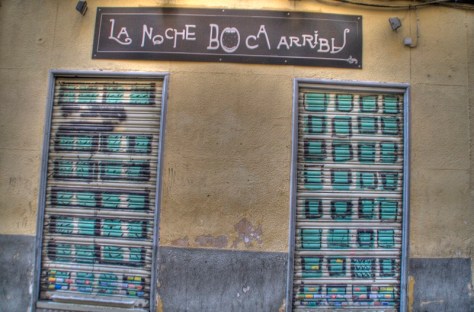 LA NOCHE BOCA ARRIBA